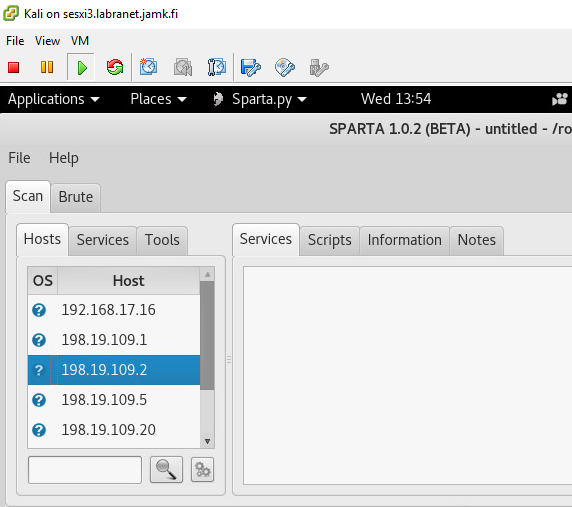 Kali on sesxi3.labranet.jamk.fi
File View VM
Applications Places Sparta.py Wed 13:54
SPARTA 1.0.2 (BETA) - untitled - /ro
File Help
Scan Brute
Hosts Services Tools Services Scripts Information Notes
OS Host
? 192.168.17.16
? 198.19.109.1
? 198.19.109.2
? 198.19.109.5
? 198.19.109.20